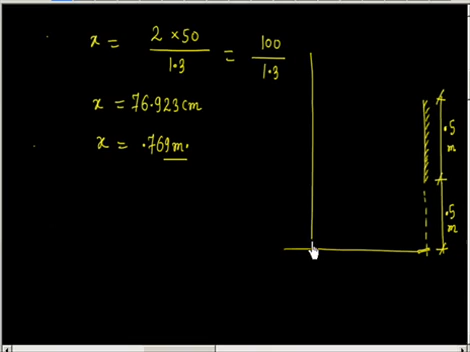 x = 2 × 50 / 1.3 = 100 / 1.3
x = 76.923 cm
x = .769 m.
.5 m
.5 m